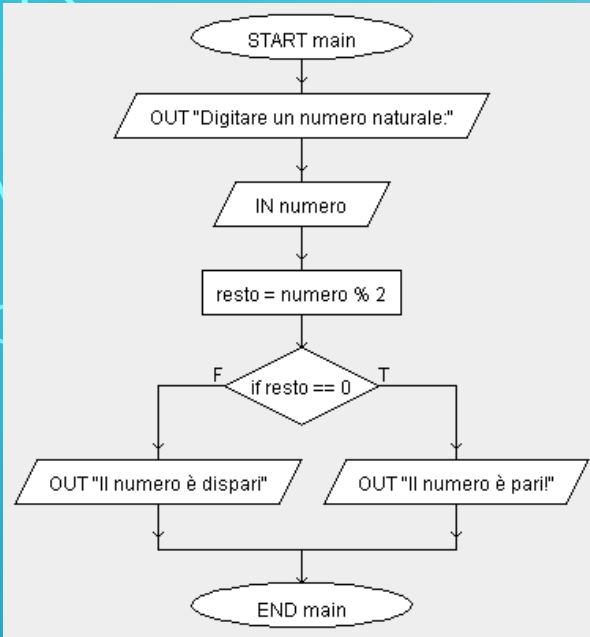 START main
OUT "Digitare un numero naturale:"
IN numero
resto = numero % 2
F
T
if resto == 0
OUT "Il numero è dispari"
OUT "Il numero è pari!"
END main